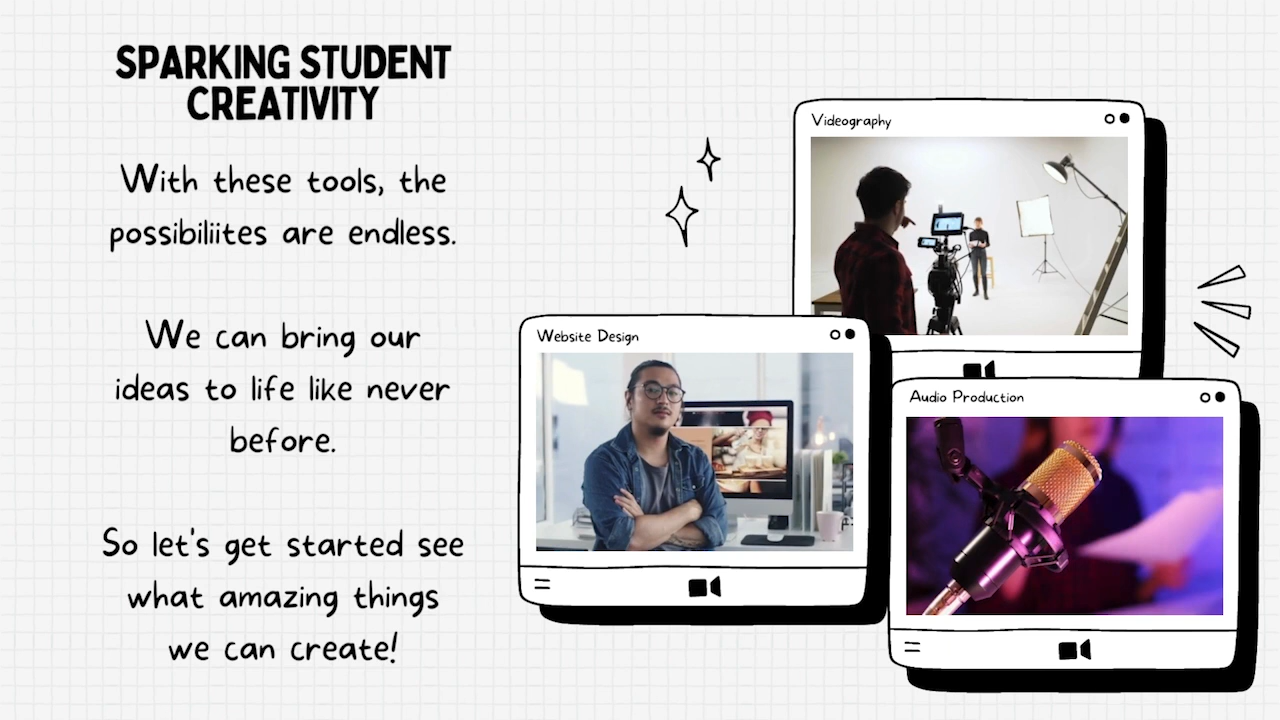 SPARKING STUDENT
CREATIVITY
With these tools, the
possibiliites are endless.
We can bring our
ideas to life like never
before.
So let's get started see
what amazing things
we can create!
Videography
Website Design
Audio Production